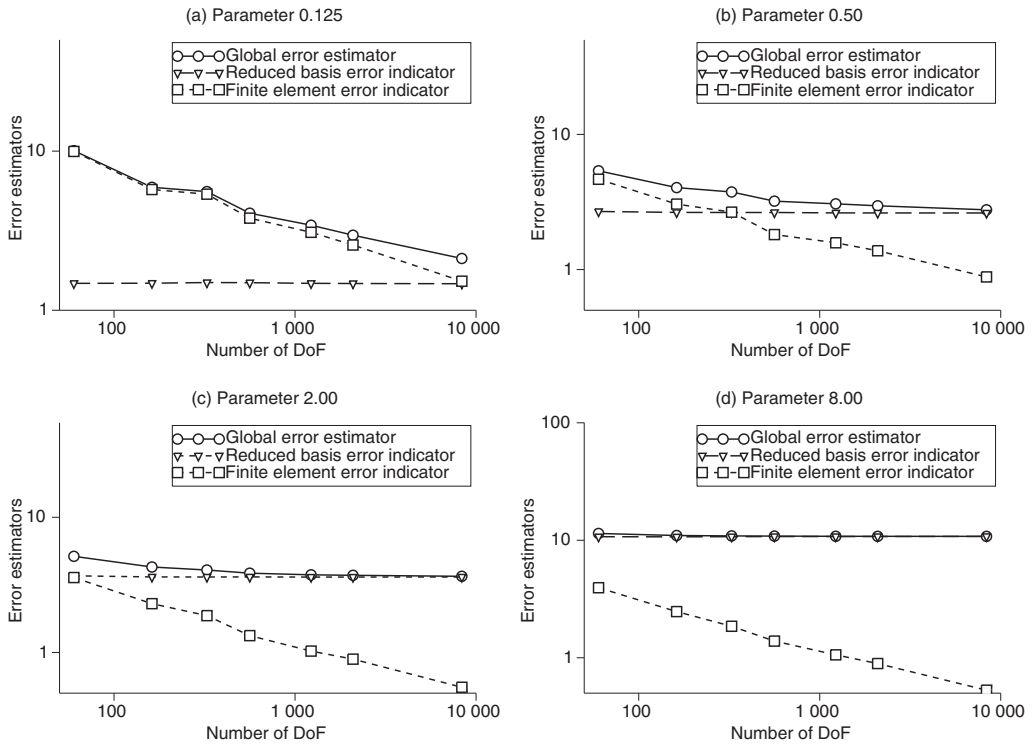 (a) Parameter 0.125
Global error estimator
Reduced basis error indicator
Finite element error indicator
10
1
Error estimators
100
1 000
10 000
Number of DoF
(b) Parameter 0.50
Global error estimator
Reduced basis error indicator
Finite element error indicator
10
1
Error estimators
100
1 000
10 000
Number of DoF
(c) Parameter 2.00
Global error estimator
Reduced basis error indicator
Finite element error indicator
10
1
Error estimators
100
1 000
10 000
Number of DoF
(d) Parameter 8.00
100
Global error estimator
Reduced basis error indicator
Finite element error indicator
10
1
Error estimators
100
1 000
10 000
Number of DoF